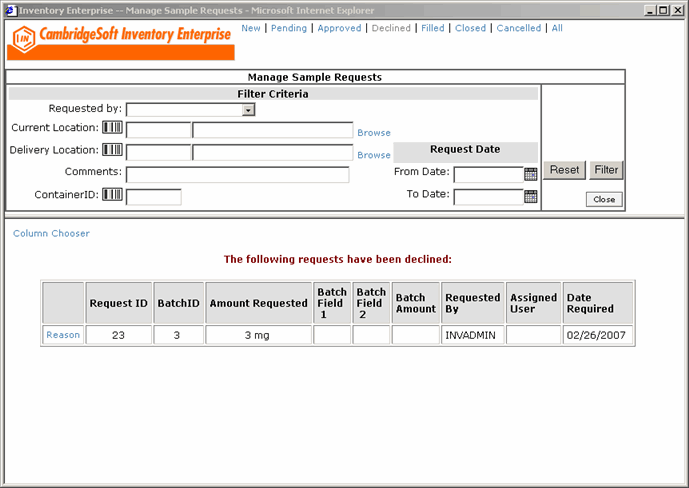 Inventory Enterprise -- Manage Sample Requests - Microsoft Internet Explorer
CambridgeSoft Inventory Enterprise
IN
New | Pending | Approved | Declined | Filled | Closed | Cancelled | All
Manage Sample Requests
Filter Criteria
Requested by:
Current Location: Browse
Delivery Location: Browse Request Date
Comments: From Date: Reset Filter
ContainerID: To Date: Close
Column Chooser
The following requests have been declined:
Request ID BatchID Amount Requested Batch Field 1 Batch Field 2 Batch Amount Requested By Assigned User Date Required
Reason 23 3 3 mg INVADMIN 02/26/2007